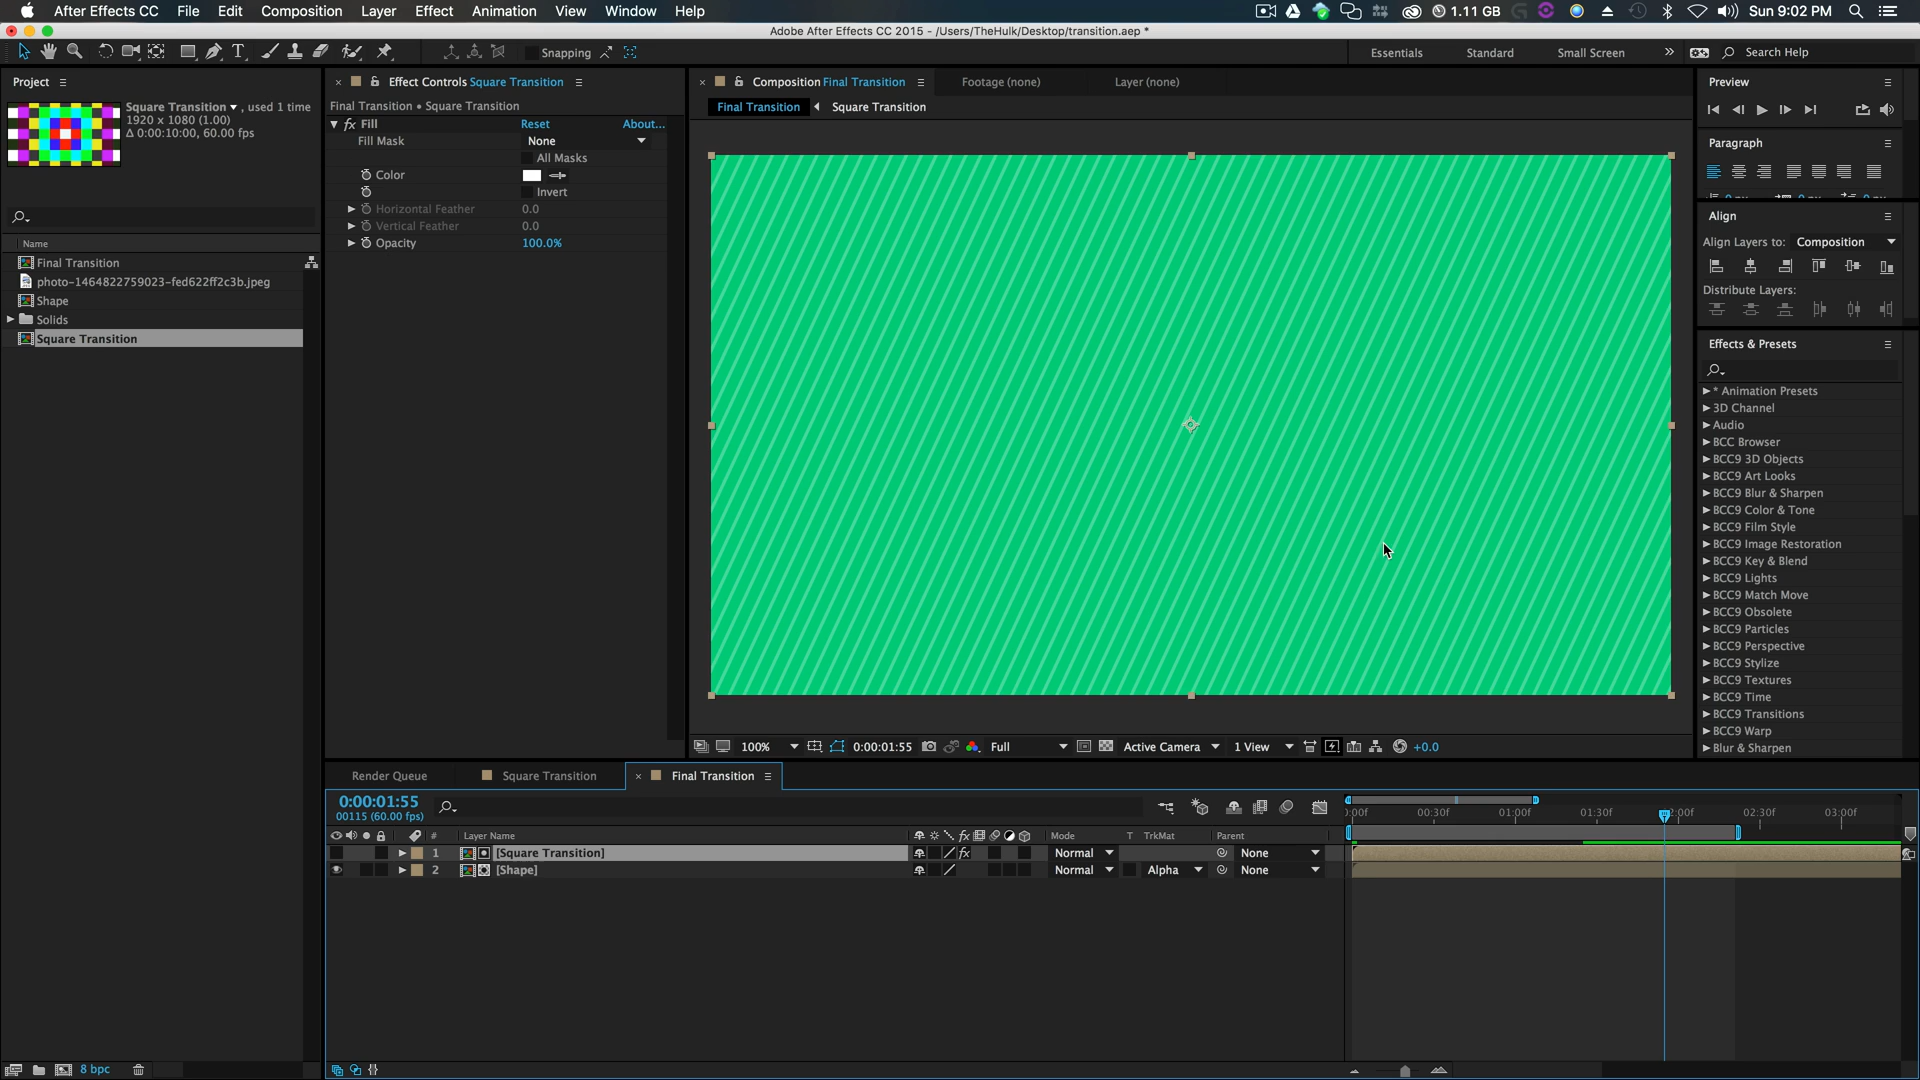 After Effects CC File Edit Composition Layer Effect Animation View Window Help 1.11 GB Sun 9:02 PM
Adobe After Effects CC 2015 - /Users/TheHulk/Desktop/transition.aep *
T Snapping Essentials Standard Small Screen » Search Help
Project
Square Transition , used 1 time
1920 x 1080 (1.00)
Δ 0:00:10:00, 60.00 fps
Name
Final Transition
photo-1464822759023-fed622ff2c3b.jpeg
Shape
Solids
Square Transition
8 bpc
Effect Controls Square Transition
Final Transition • Square Transition
fx Fill Reset About...
Fill Mask None
All Masks
Color
Invert
Horizontal Feather 0.0
Vertical Feather 0.0
Opacity 100.0%
Composition Final Transition Footage (none) Layer (none)
Final Transition Square Transition
100% 0:00:01:55 Full Active Camera 1 View +0.0
Preview
Paragraph
Align
Align Layers to: Composition
Distribute Layers:
Effects & Presets
* Animation Presets
3D Channel
Audio
BCC Browser
BCC9 3D Objects
BCC9 Art Looks
BCC9 Blur & Sharpen
BCC9 Color & Tone
BCC9 Film Style
BCC9 Image Restoration
BCC9 Key & Blend
BCC9 Lights
BCC9 Match Move
BCC9 Obsolete
BCC9 Particles
BCC9 Perspective
BCC9 Stylize
BCC9 Textures
BCC9 Time
BCC9 Transitions
BCC9 Warp
Blur & Sharpen
Render Queue Square Transition Final Transition
0:00:01:55
00115 (60.00 fps)
00:30f 01:00f 01:30f 2:00f 02:30f 03:00f
# Layer Name fx Mode T TrkMat Parent
1 [Square Transition] fx Normal None
2 [Shape] Normal Alpha None